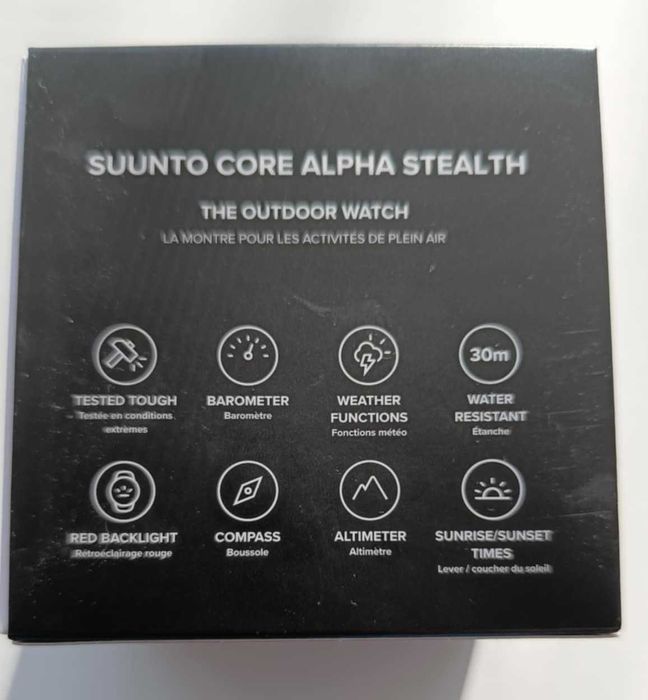 SUUNTO CORE ALPHA STEALTH
THE OUTDOOR WATCH
LA MONTRE POUR LES ACTIVITÉS DE PLEIN AIR
30m
TESTED TOUGH
Testée en conditions
extrêmes
BAROMETER
Baromètre
WEATHER
FUNCTIONS
Fonctions météo
WATER
RESISTANT
Étanche
RED BACKLIGHT
Rétroéclairage rouge
COMPASS
Boussole
ALTIMETER
Altimètre
SUNRISE/SUNSET
TIMES
Lever / coucher du soleil